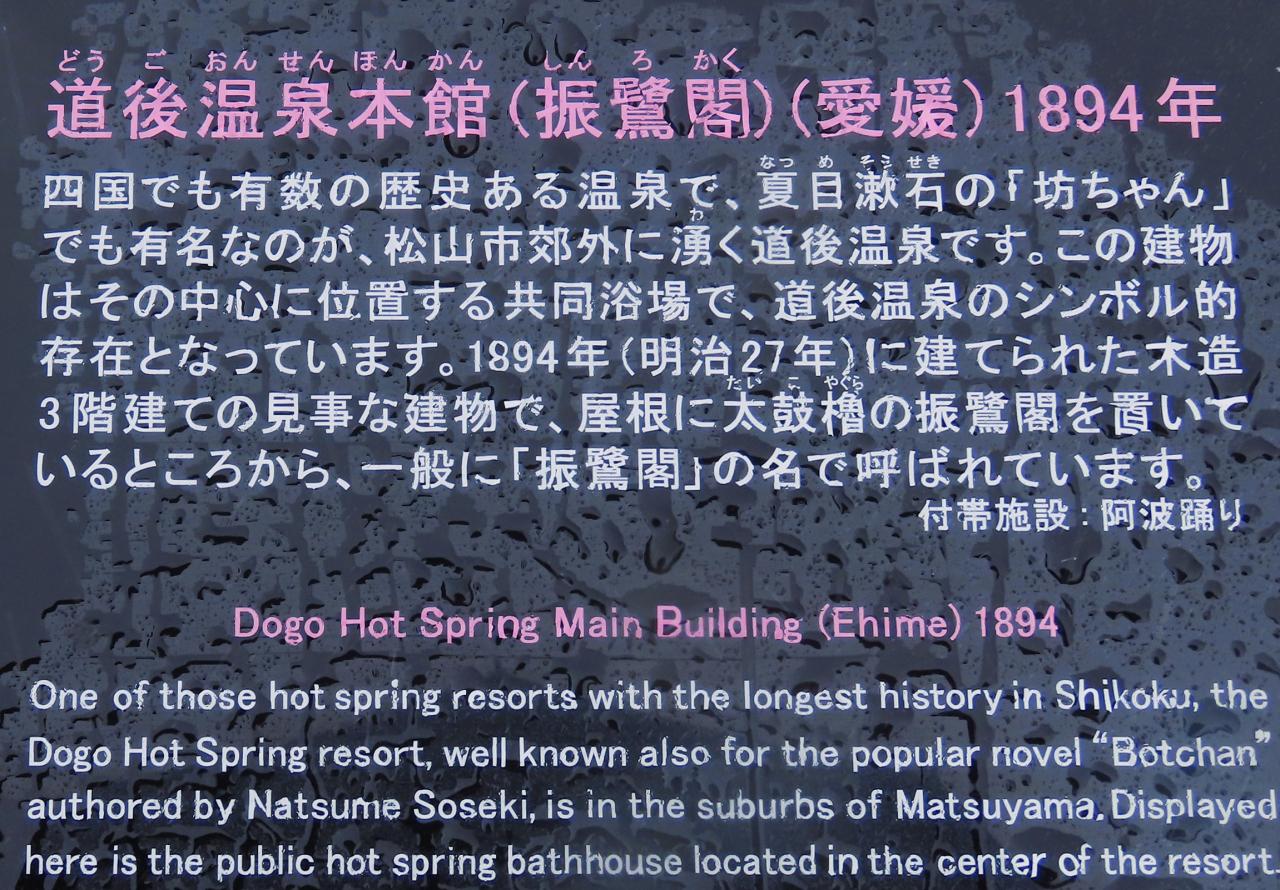 どう ご おん せん ほん かん しん ろ かく
道後温泉本館(振鷺閣)(愛媛)1894年
なつ め そう せき
四国でも有数の歴史ある温泉で、夏目漱石の「坊ちゃん」
わ
でも有名なのが、松山市郊外に湧く道後温泉です。この建物
はその中心に位置する共同浴場で、道後温泉のシンボル的
存在となっています。1894年(明治27年)に建てられた木造
たい こ やぐら
3階建ての見事な建物で、屋根に太鼓櫓の振鷺閣を置いて
いるところから、一般に「振鷺閣」の名で呼ばれています。
付帯施設:阿波踊り
Dogo Hot Spring Main Building (Ehime) 1894
One of those hot spring resorts with the longest history in Shikoku, the
Dogo Hot Spring resort, well known also for the popular novel “Botchan”
authored by Natsume Soseki, is in the suburbs of Matsuyama. Displayed
here is the public hot spring bathhouse located in the center of the resort.